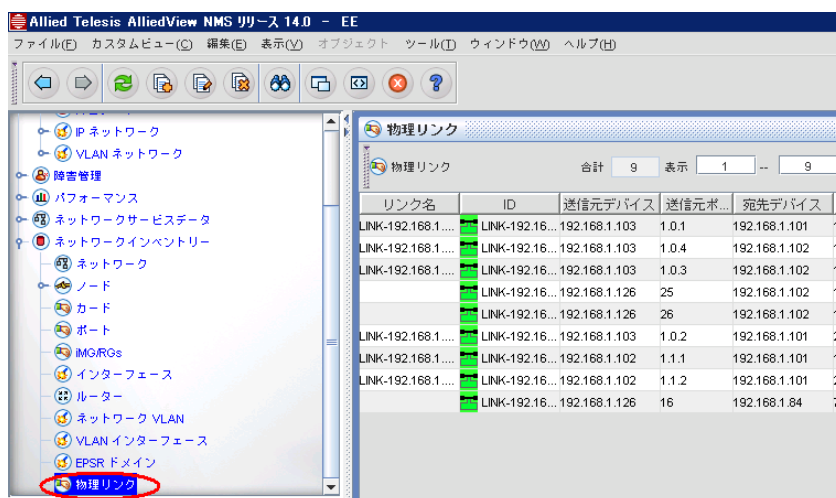 Allied Telesis AlliedView NMS リリース 14.0 - EE
ファイル(F) カスタムビュー(C) 編集(E) 表示(V) オブジェクト ツール(T) ウィンドウ(W) ヘルプ(H)
IP ネットワーク
VLAN ネットワーク
障害管理
パフォーマンス
ネットワークサービスデータ
ネットワークインベントリー
ネットワーク
ノード
カード
ポート
iMG/RGs
インターフェース
ルーター
ネットワーク VLAN
VLAN インターフェース
EPSR ドメイン
物理リンク
物理リンク
物理リンク 合計 9 表示 1 -- 9
リンク名 ID 送信元デバイス 送信元ポ... 宛先デバイス
LINK-192.168.1.... LINK-192.16... 192.168.1.103 1.0.1 192.168.1.101
LINK-192.168.1.... LINK-192.16... 192.168.1.103 1.0.4 192.168.1.102
LINK-192.168.1.... LINK-192.16... 192.168.1.103 1.0.3 192.168.1.102
LINK-192.16... 192.168.1.126 25 192.168.1.102
LINK-192.16... 192.168.1.126 26 192.168.1.102
LINK-192.168.1.... LINK-192.16... 192.168.1.103 1.0.2 192.168.1.101
LINK-192.168.1.... LINK-192.16... 192.168.1.102 1.1.1 192.168.1.101
LINK-192.168.1.... LINK-192.16... 192.168.1.102 1.1.2 192.168.1.101
LINK-192.16... 192.168.1.126 16 192.168.1.84